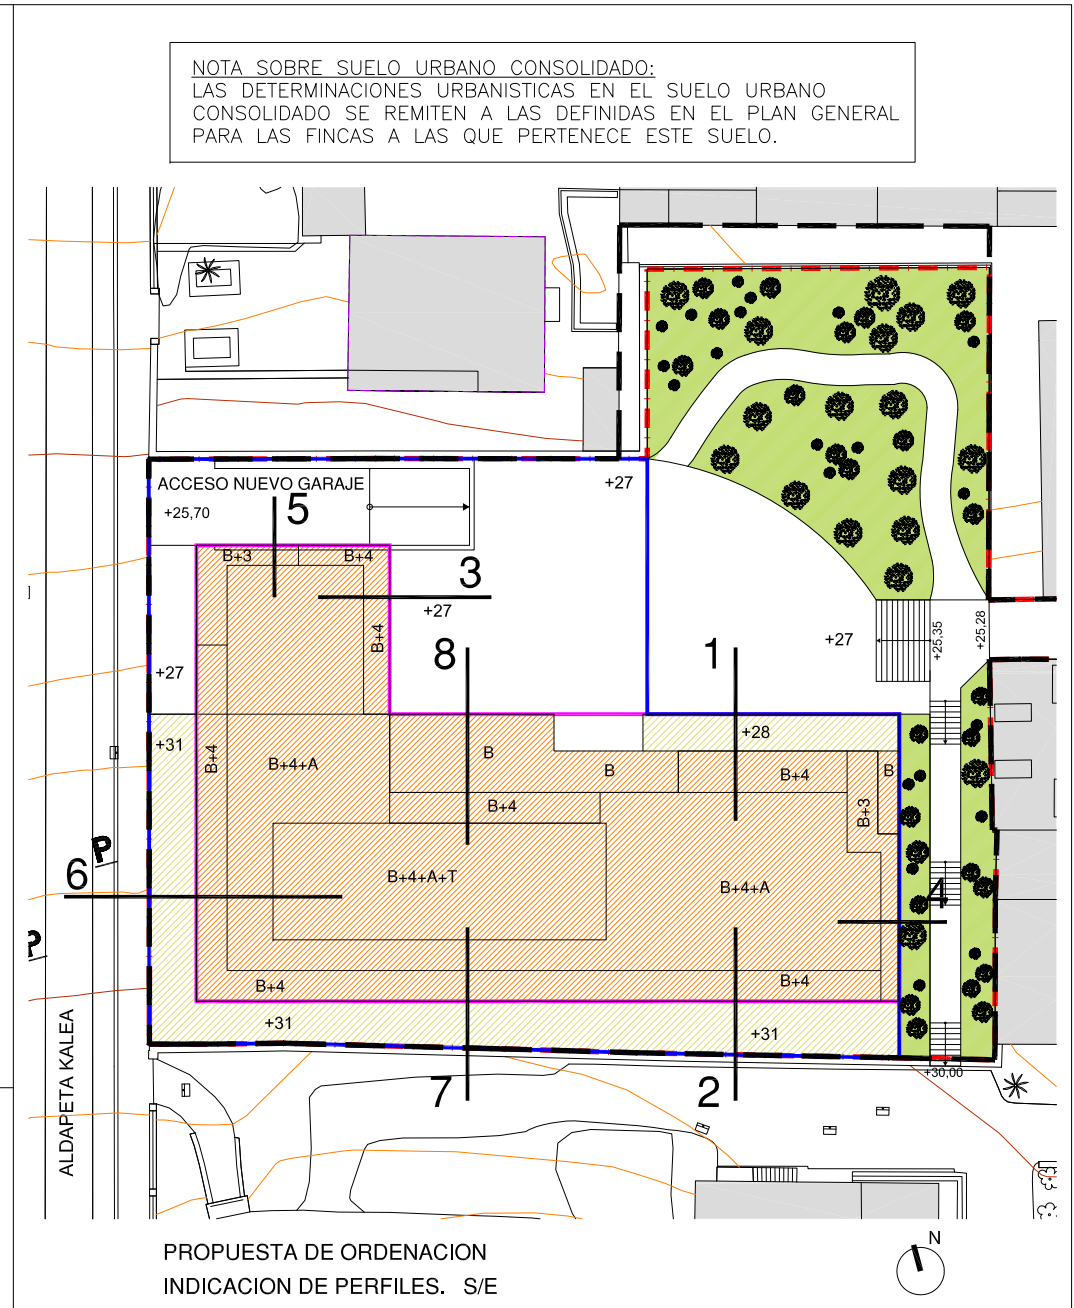 NOTA SOBRE SUELO URBANO CONSOLIDADO:
LAS DETERMINACIONES URBANISTICAS EN EL SUELO URBANO
CONSOLIDADO SE REMITEN A LAS DEFINIDAS EN EL PLAN GENERAL
PARA LAS FINCAS A LAS QUE PERTENECE ESTE SUELO.
ACCESO NUEVO GARAJE
+25,70
5
+27
B+3
B+4
3
+27
B+4
8
1
+27
+25,35
+25,28
+27
+31
B+4
B+4+A
B
B
+28
B+4
B
B+3
B+4
P
6
B+4+A+T
B+4+A
4
P
B+4
B+4
+31
+31
ALDAPETA KALEA
7
2
+30,00
PROPUESTA DE ORDENACION
INDICACION DE PERFILES. S/E
N